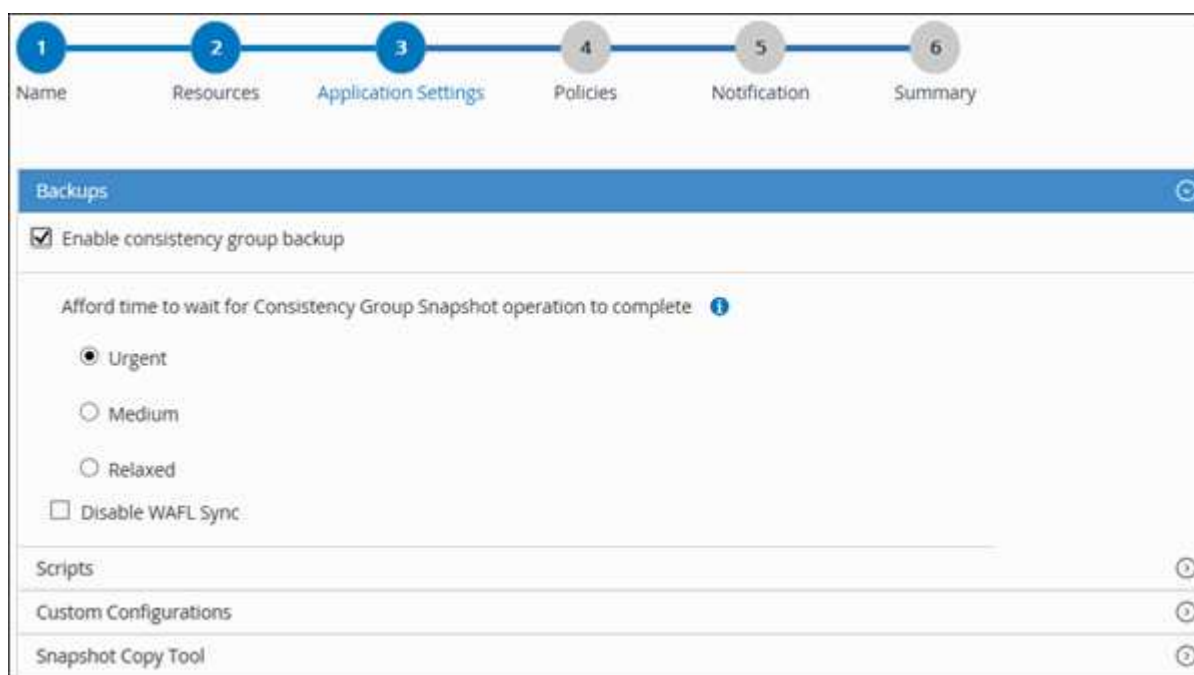 1 2 3 4 5 6
Name Resources Application Settings Policies Notification Summary
Backups
Enable consistency group backup
Afford time to wait for Consistency Group Snapshot operation to complete
Urgent
Medium
Relaxed
Disable WAFL Sync
Scripts
Custom Configurations
Snapshot Copy Tool